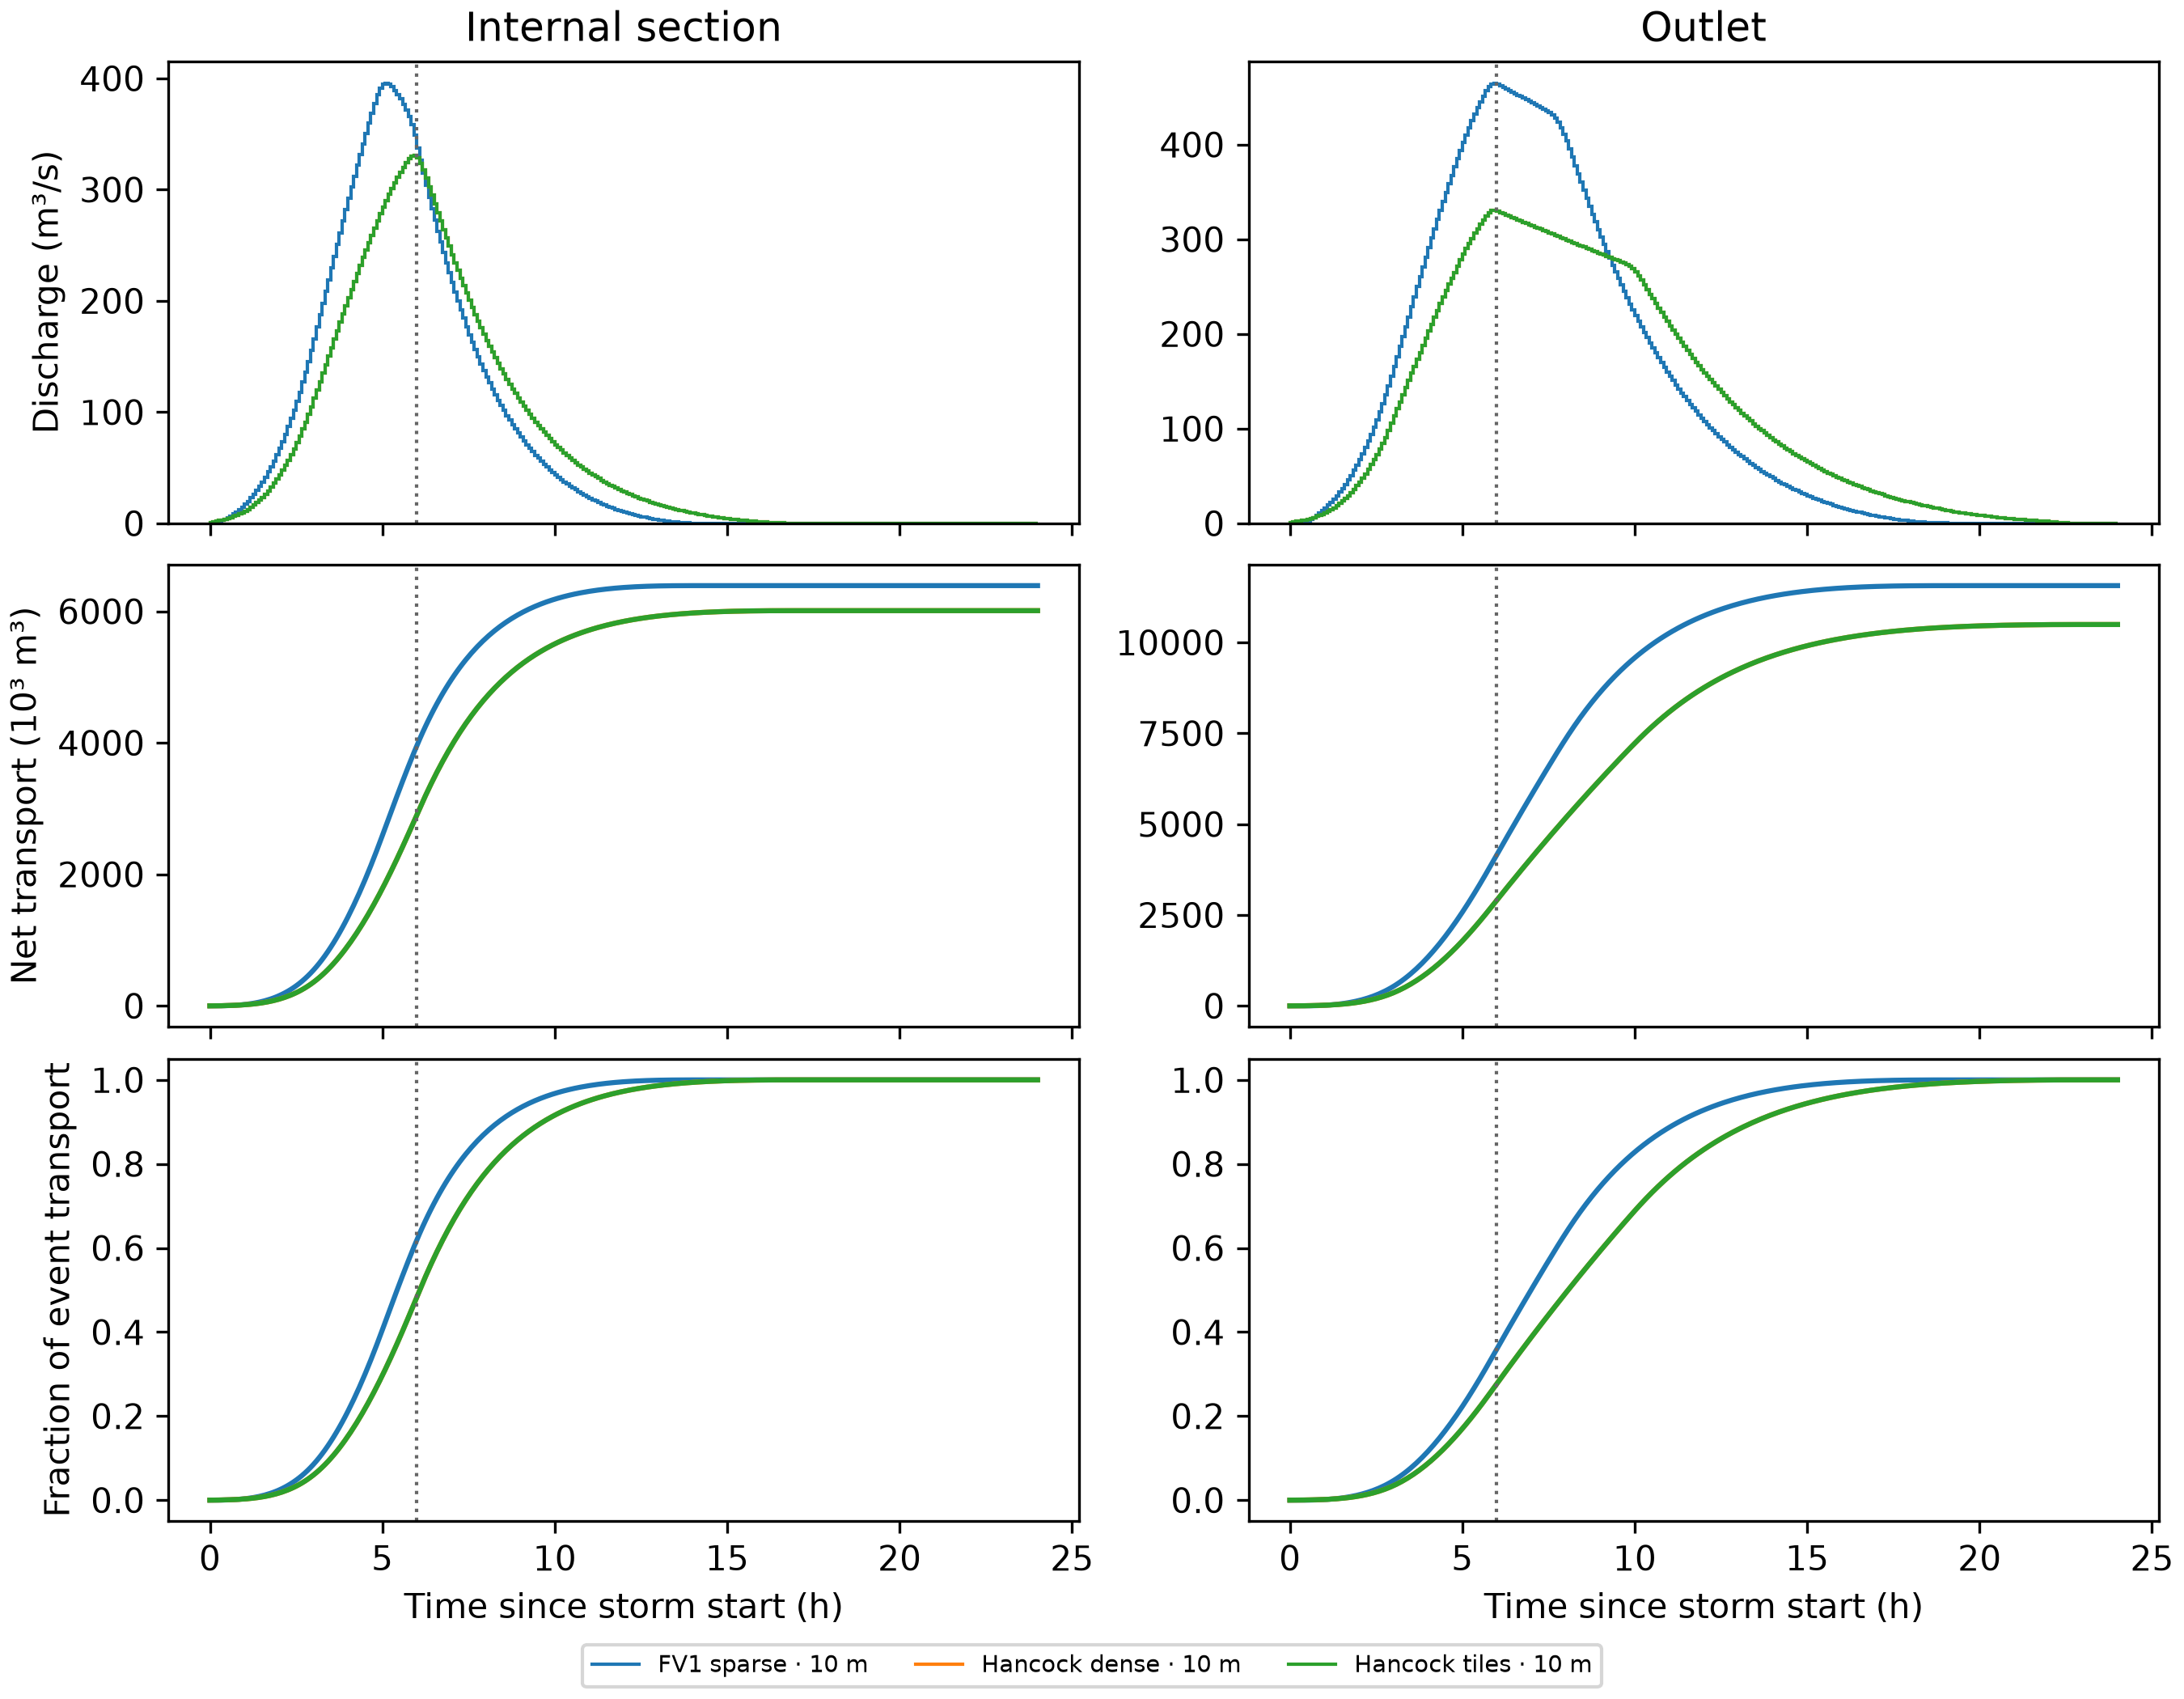 Internal section
Outlet
Discharge (m³/s)
400
300
200
100
0
400
300
200
100
0
Net transport (10³ m³)
6000
4000
2000
0
10000
7500
5000
2500
0
Fraction of event transport
1.0
0.8
0.6
0.4
0.2
0.0
1.0
0.8
0.6
0.4
0.2
0.0
0 5 10 15 20 25
0 5 10 15 20 25
Time since storm start (h)
Time since storm start (h)
FV1 sparse · 10 m
Hancock dense · 10 m
Hancock tiles · 10 m